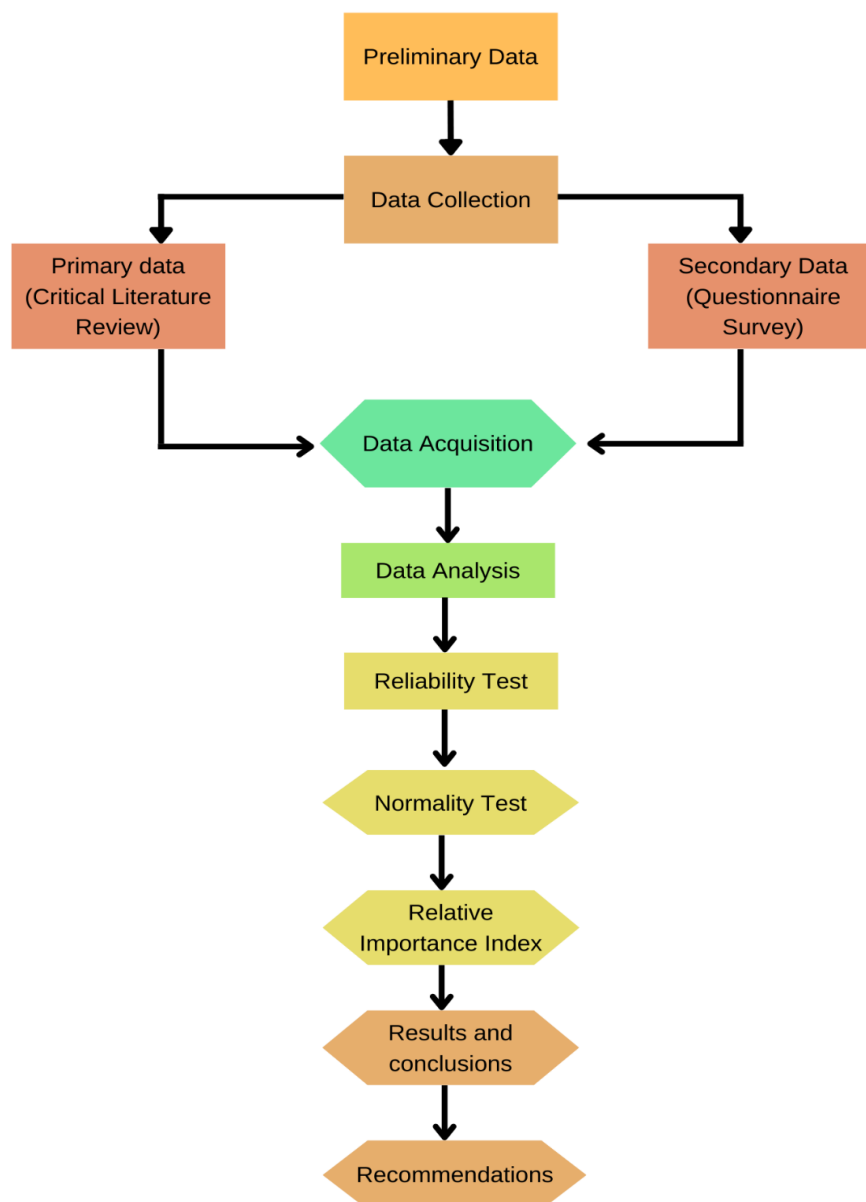 Preliminary Data
Data Collection
Primary data
(Critical Literature
Review)
Secondary Data
(Questionnaire
Survey)
Data Acquisition
Data Analysis
Reliability Test
Normality Test
Relative
Importance Index
Results and
conclusions
Recommendations